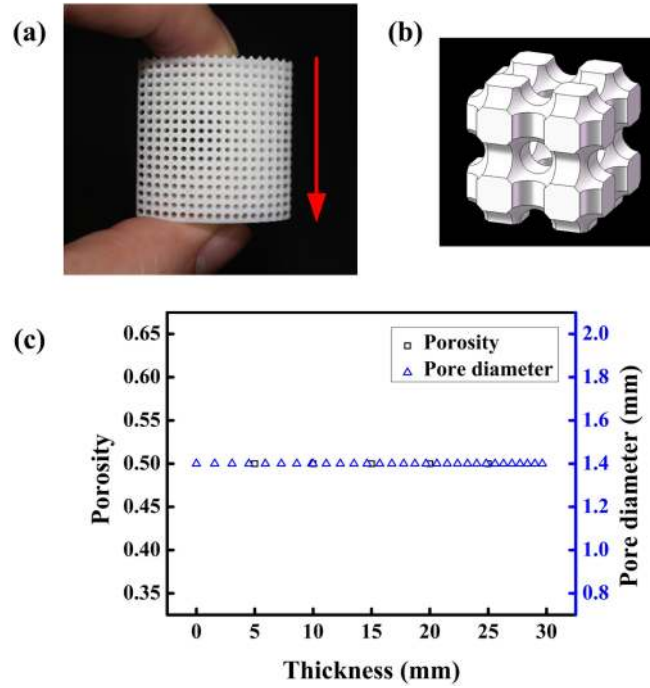 (a)
(b)
(c)
Porosity
Pore diameter
0.65
0.60
0.55
0.50
0.45
0.40
0.35
Porosity
2.0
1.8
1.6
1.4
1.2
1.0
0.8
Pore diameter (mm)
0 5 10 15 20 25 30
Thickness (mm)